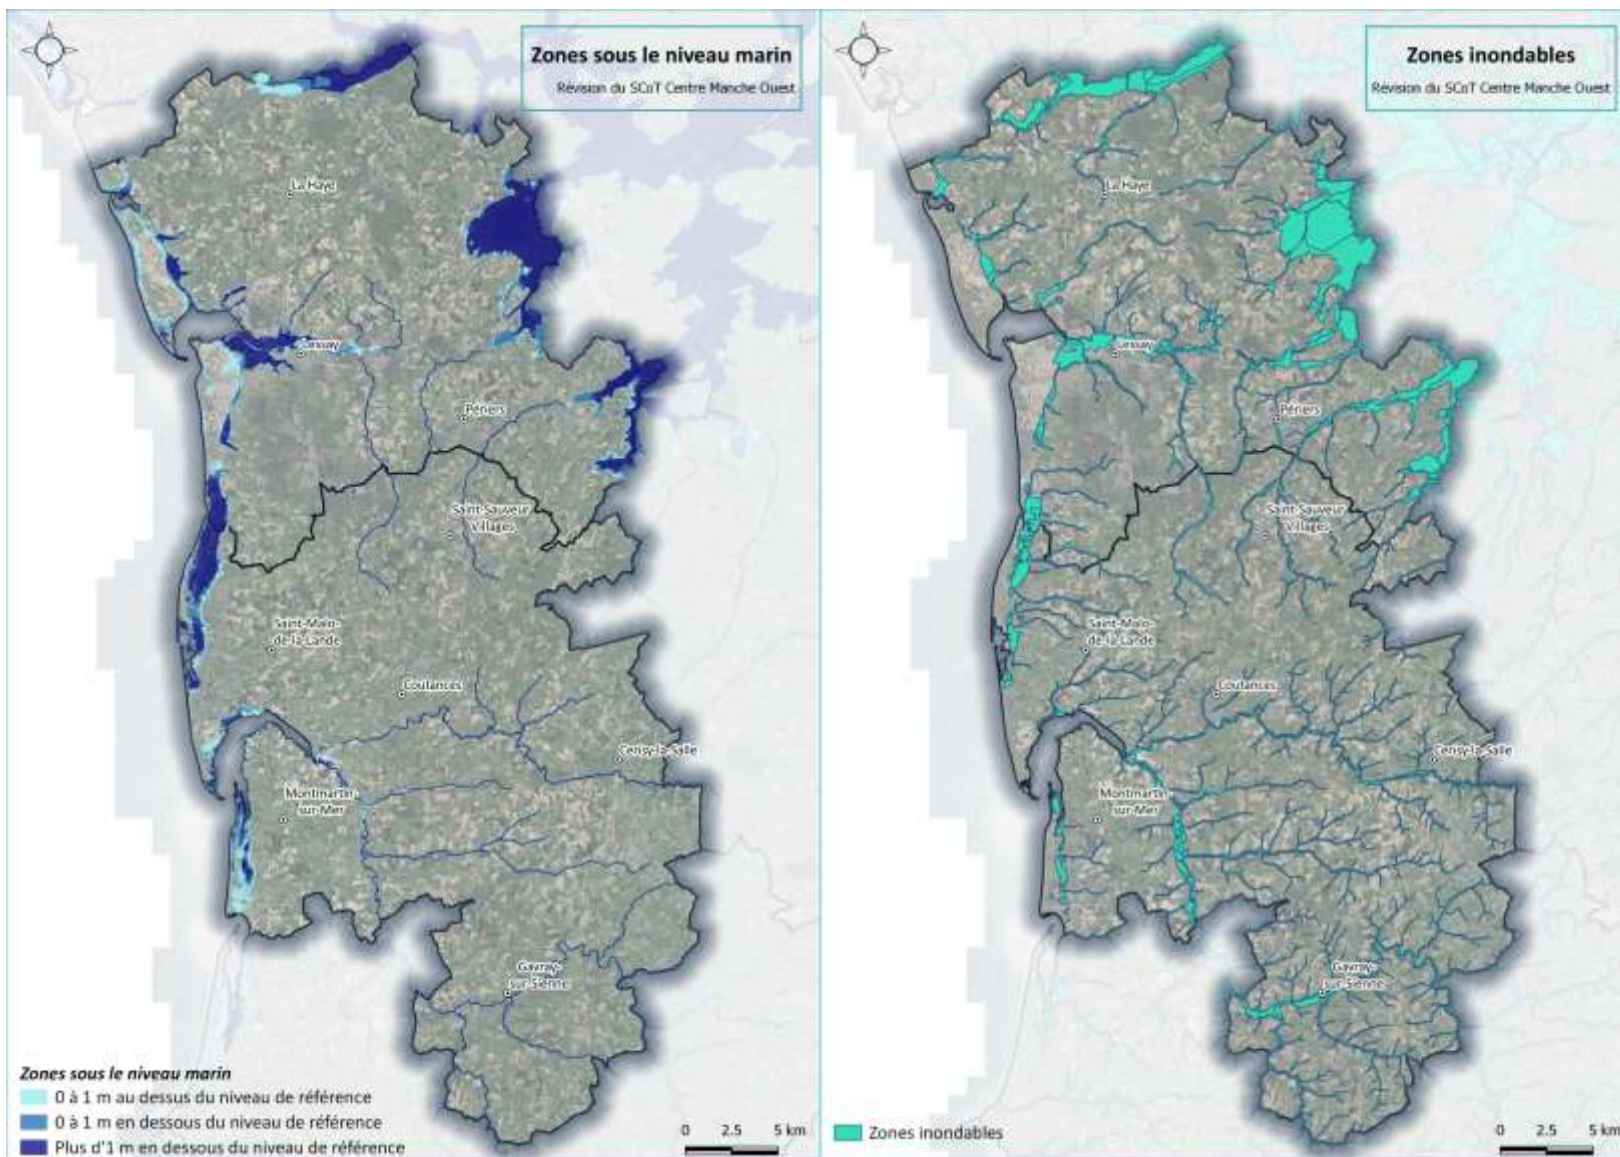 Zones sous le niveau marin
Révision du SCoT Centre Manche Ouest
La Haye
Lessay
Périers
Saint-Sauveur
Villages
Saint-Malo-
de-la-Lande
Coutances
Cerisy-la-Salle
Montmartin-
sur-Mer
Gavray-
sur-Sienne
Zones sous le niveau marin
0 à 1 m au dessus du niveau de référence
0 à 1 m en dessous du niveau de référence
Plus d'1 m en dessous du niveau de référence
0 2.5 5 km
Zones inondables
Révision du SCoT Centre Manche Ouest
La Haye
Lessay
Périers
Saint-Sauveur
Villages
Saint-Malo-
de-la-Lande
Coutances
Cerisy-la-Salle
Montmartin-
sur-Mer
Gavray-
sur-Sienne
Zones inondables
0 2.5 5 km